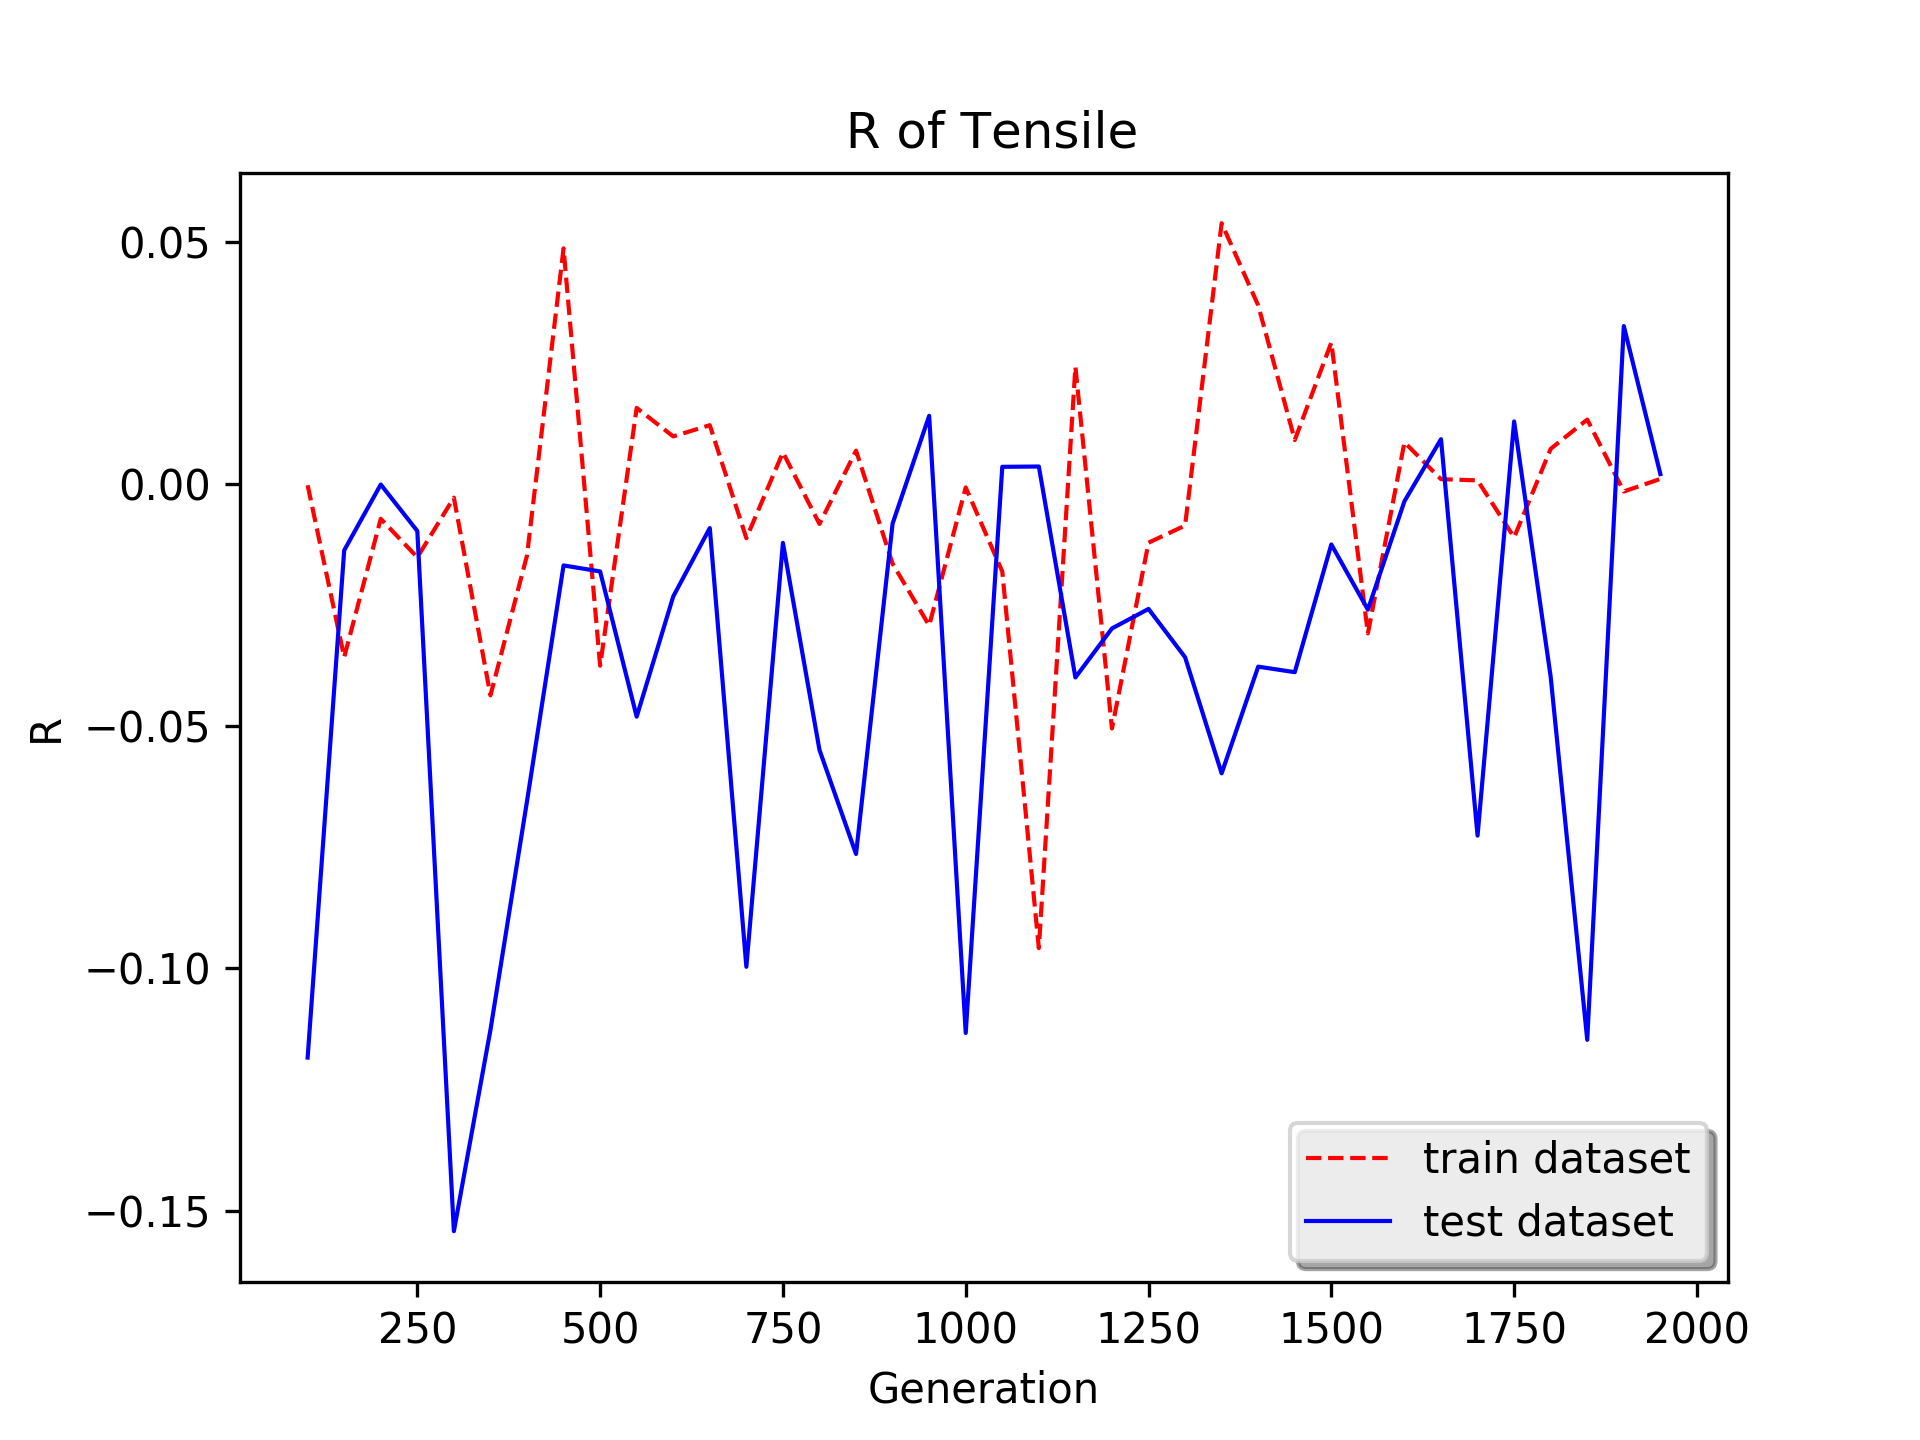 R of Tensile
0.05
0.00
−0.05
−0.10
−0.15
R
250 500 750 1000 1250 1500 1750 2000
Generation
train dataset
test dataset